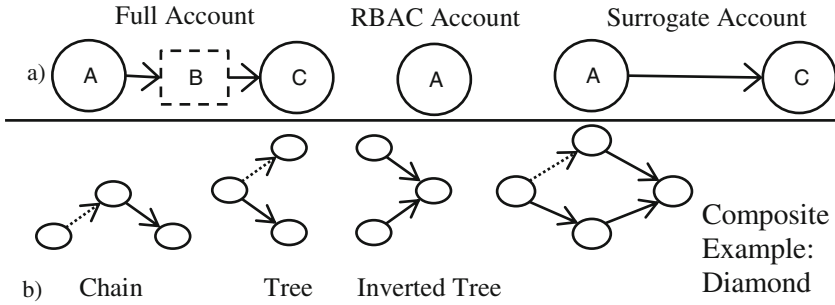 Full Account RBAC Account Surrogate Account
a) A B C A A C
Composite
Example:
Diamond
b) Chain Tree Inverted Tree